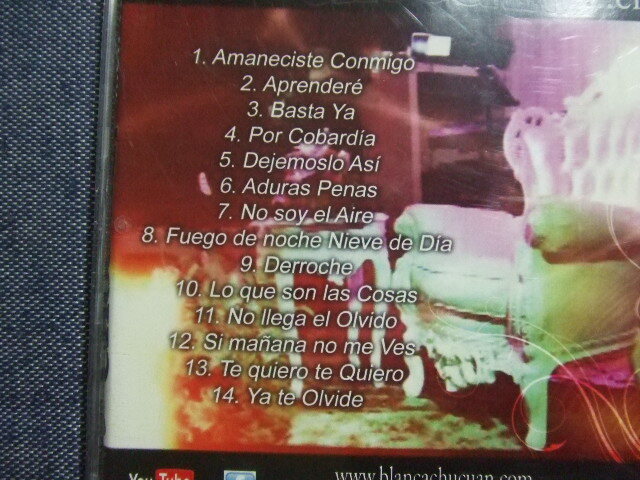 1. Amaneciste Conmigo
2. Aprenderé
3. Basta Ya
4. Por Cobardía
5. Dejemoslo Así
6. Aduras Penas
7. No soy el Aire
8. Fuego de noche Nieve de Día
9. Derroche
10. Lo que son las Cosas
11. No llega el Olvido
12. Si mañana no me Ves
13. Te quiero te Quiero
14. Ya te Olvide
YouTube
www.blancachucuan.com